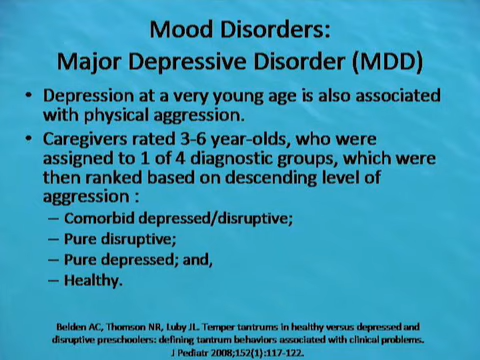 Mood Disorders:
Major Depressive Disorder (MDD)
• Depression at a very young age is also associated
with physical aggression.
• Caregivers rated 3-6 year-olds, who were
assigned to 1 of 4 diagnostic groups, which were
then ranked based on descending level of
aggression :
– Comorbid depressed/disruptive;
– Pure disruptive;
– Pure depressed; and,
– Healthy.
Belden AC, Thomson NR, Luby JL. Temper tantrums in healthy versus depressed and
disruptive preschoolers: defining tantrum behaviors associated with clinical problems.
J Pediatr 2008;152(1):117-122.